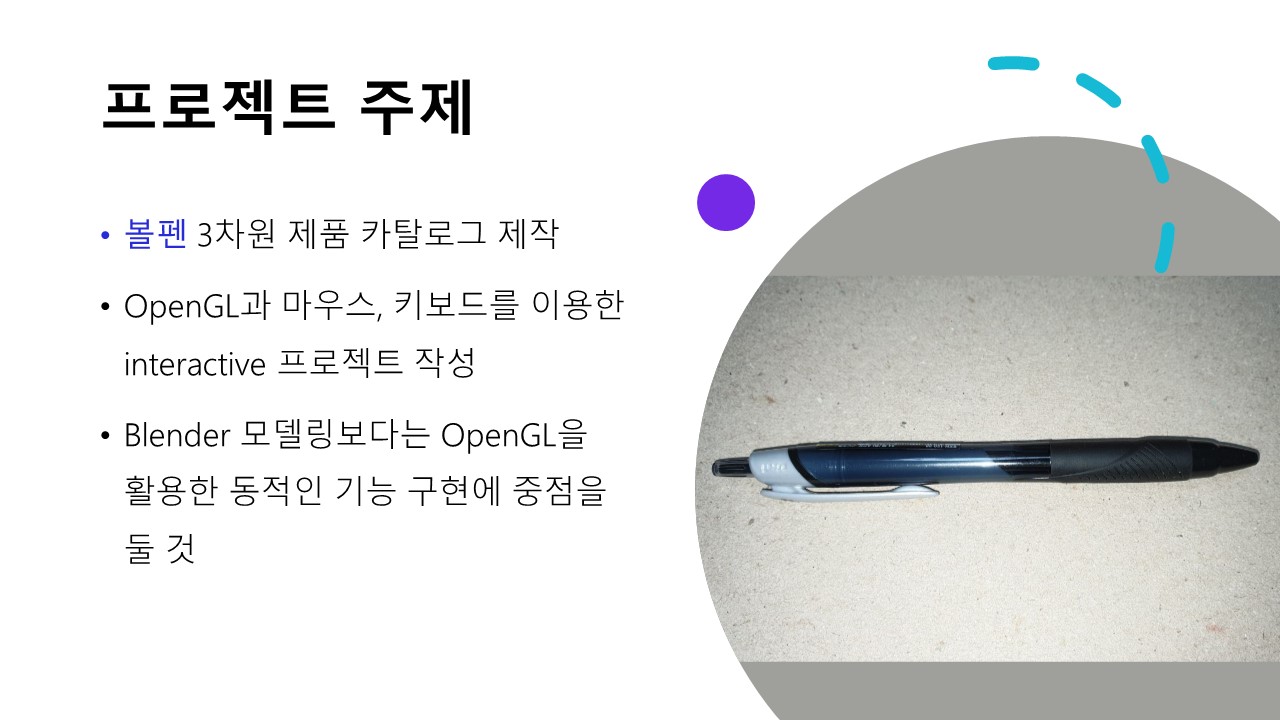 프로젝트 주제
• 볼펜 3차원 제품 카탈로그 제작
• OpenGL과 마우스, 키보드를 이용한
interactive 프로젝트 작성
• Blender 모델링보다는 OpenGL을
활용한 동적인 기능 구현에 중점을
둘 것